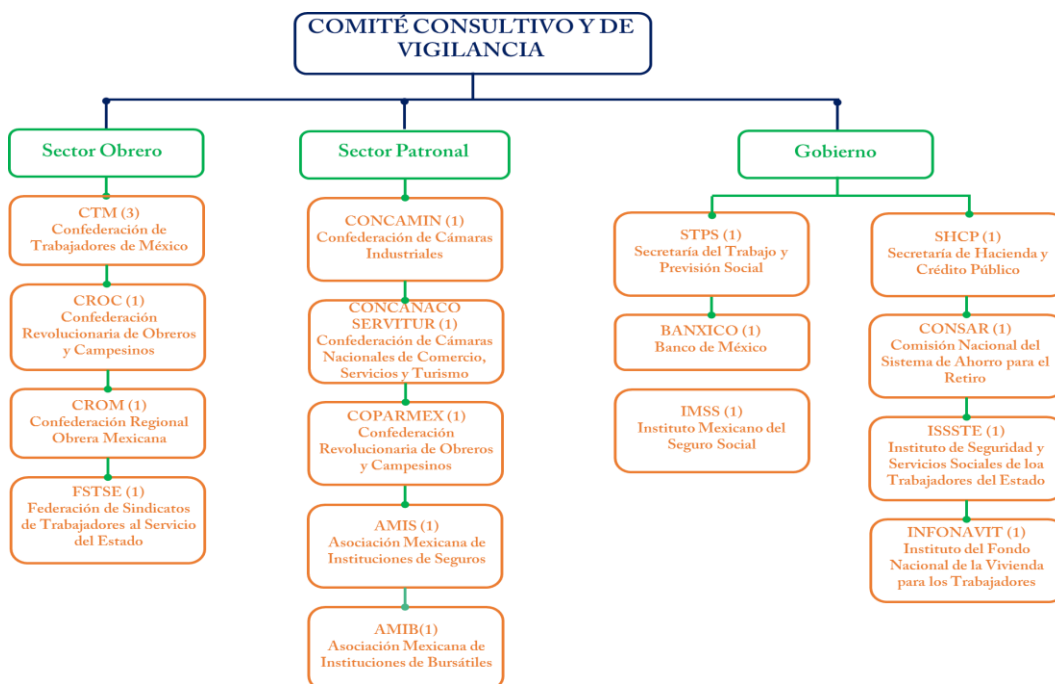 COMITÉ CONSULTIVO Y DE
VIGILANCIA
Sector Obrero
CTM (3)
Confederación de
Trabajadores de México
CROC (1)
Confederación
Revolucionaria de Obreros
y Campesinos
CROM (1)
Confederación Regional
Obrera Mexicana
FSTSE (1)
Federación de Sindicatos
de Trabajadores al Servicio
del Estado
Sector Patronal
CONCAMIN (1)
Confederación de Cámaras
Industriales
CONCANACO
SERVITUR (1)
Confederación de Cámaras
Nacionales de Comercio,
Servicios y Turismo
COPARMEX (1)
Confederación
Revolucionaria de Obreros
y Campesinos
AMIS (1)
Asociación Mexicana de
Instituciones de Seguros
AMIB(1)
Asociación Mexicana de
Instituciones de Bursátiles
Gobierno
STPS (1)
Secretaría del Trabajo y
Previsión Social
BANXICO (1)
Banco de México
IMSS (1)
Instituto Mexicano del
Seguro Social
SHCP (1)
Secretaría de Hacienda y
Crédito Público
CONSAR (1)
Comisión Nacional del
Sistema de Ahorro para el
Retiro
ISSSTE (1)
Instituto de Seguridad y
Servicios Sociales de loa
Trabajadores del Estado
INFONAVIT (1)
Instituto del Fondo
Nacional de la Vivienda
para los Trabajadores